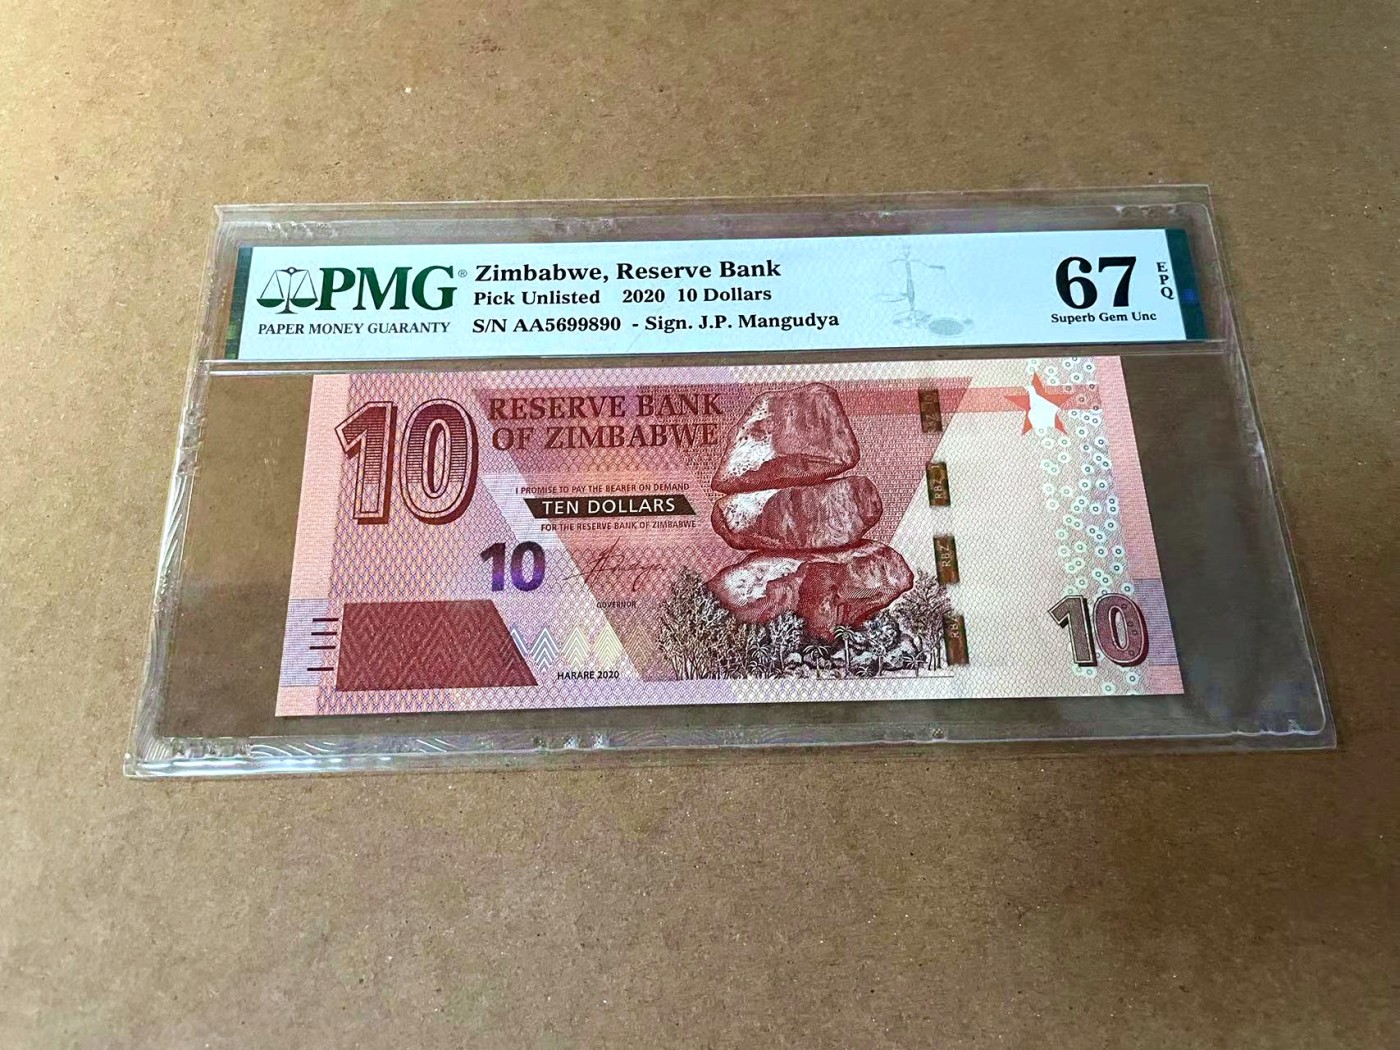 PMG®
PAPER MONEY GUARANTY
Zimbabwe, Reserve Bank
Pick Unlisted 2020 10 Dollars
S/N AA5699890 - Sign. J.P. Mangudya
67
EPQ
Superb Gem Unc
10
RESERVE BANK
OF ZIMBABWE
I PROMISE TO PAY THE BEARER ON DEMAND
TEN DOLLARS
FOR THE RESERVE BANK OF ZIMBABWE
10
GOVERNOR
HARARE 2020
RBZ
RBZ
RBZ
10